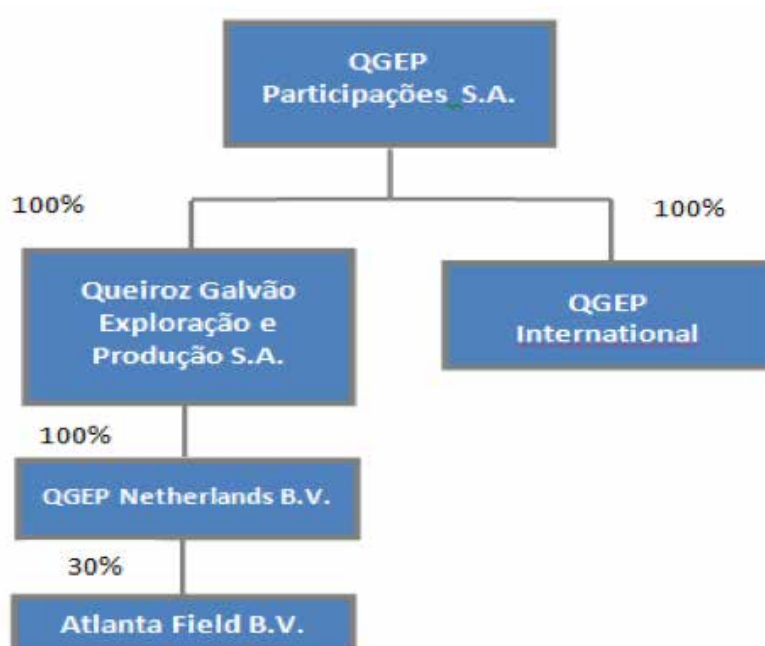 QGEP
Participações S.A.
100%
100%
Queiroz Galvão
Exploração e
Produção S.A.
QGEP
International
100%
QGEP Netherlands B.V.
30%
Atlanta Field B.V.